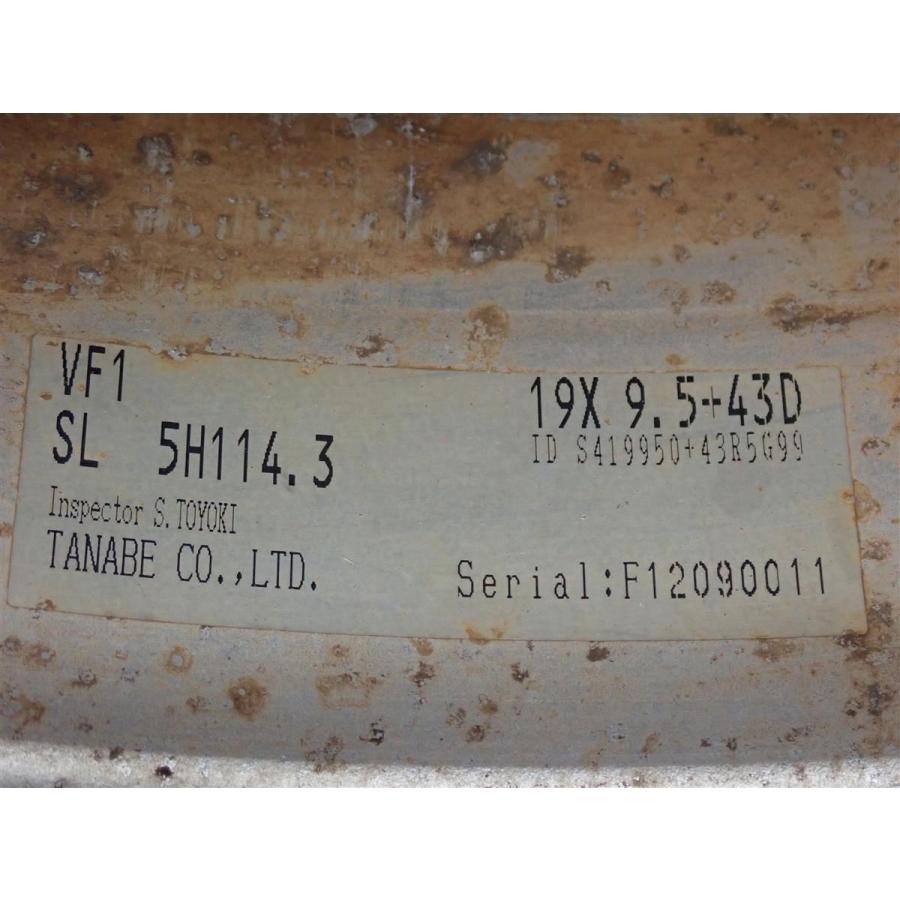 VF1
19X 9.5+43D
SL 5H114.3
ID S419950+43R5G99
Inspector S.TOYOKI
TANABE CO.,LTD.
Serial:F12090011